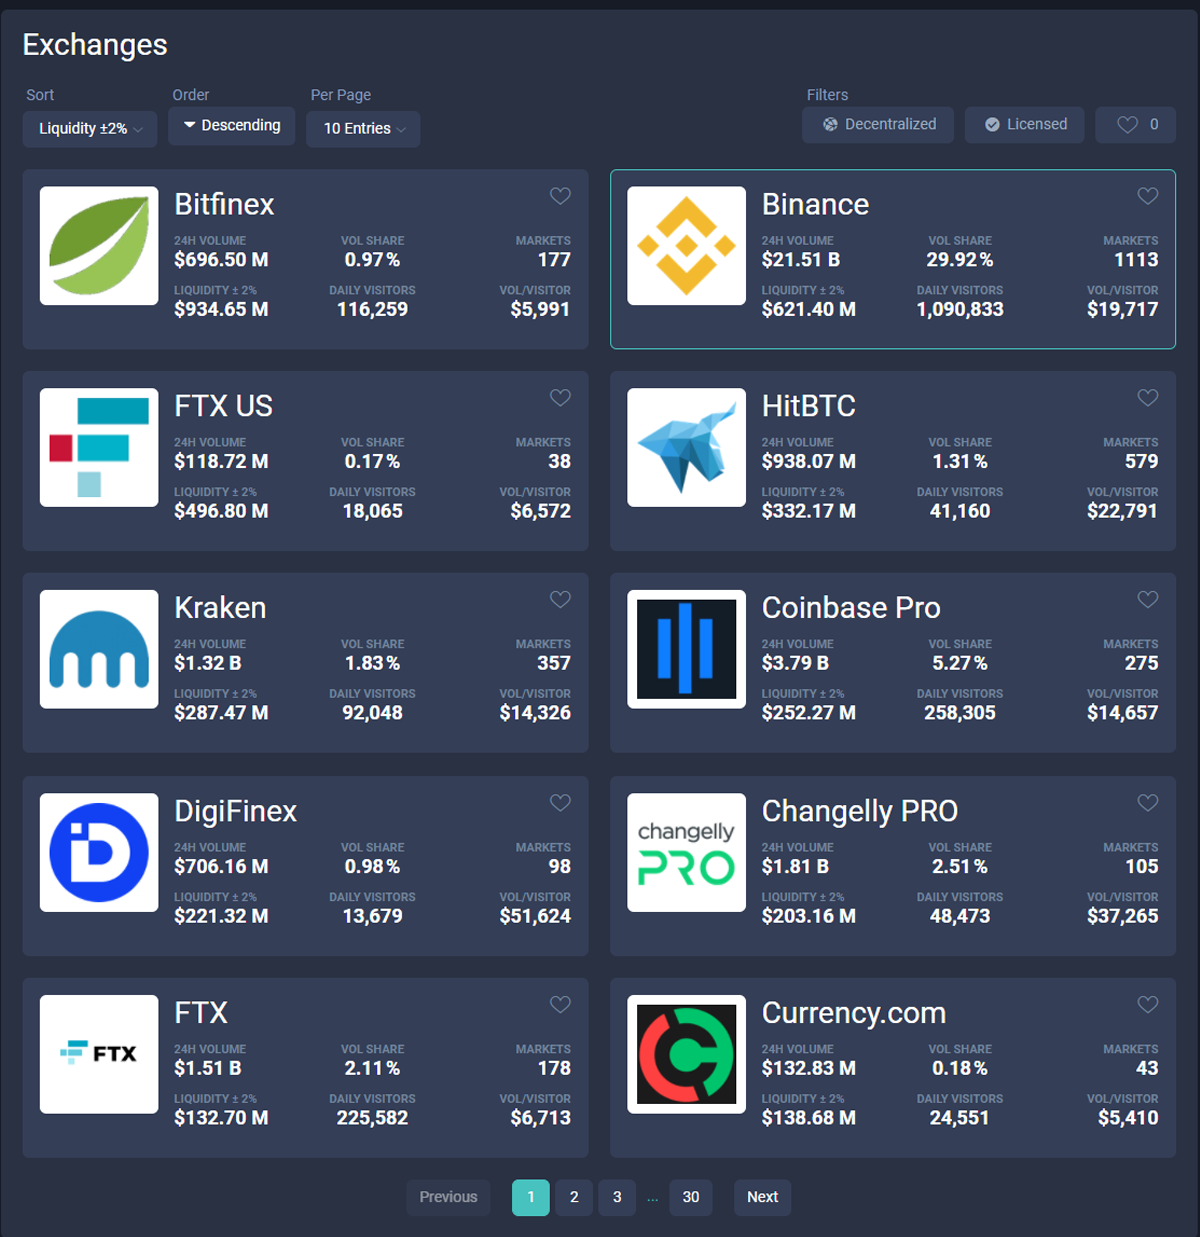 Exchanges
Sort Order Per Page Filters
Liquidity ±2% Descending 10 Entries Decentralized Licensed 0
Bitfinex
24H VOLUME VOL SHARE MARKETS
$696.50 M 0.97% 177
LIQUIDITY ± 2% DAILY VISITORS VOL/VISITOR
$934.65 M 116,259 $5,991
Binance
24H VOLUME VOL SHARE MARKETS
$21.51 B 29.92% 1113
LIQUIDITY ± 2% DAILY VISITORS VOL/VISITOR
$621.40 M 1,090,833 $19,717
FTX US
24H VOLUME VOL SHARE MARKETS
$118.72 M 0.17% 38
LIQUIDITY ± 2% DAILY VISITORS VOL/VISITOR
$496.80 M 18,065 $6,572
HitBTC
24H VOLUME VOL SHARE MARKETS
$938.07 M 1.31% 579
LIQUIDITY ± 2% DAILY VISITORS VOL/VISITOR
$332.17 M 41,160 $22,791
Kraken
24H VOLUME VOL SHARE MARKETS
$1.32 B 1.83% 357
LIQUIDITY ± 2% DAILY VISITORS VOL/VISITOR
$287.47 M 92,048 $14,326
Coinbase Pro
24H VOLUME VOL SHARE MARKETS
$3.79 B 5.27% 275
LIQUIDITY ± 2% DAILY VISITORS VOL/VISITOR
$252.27 M 258,305 $14,657
DigiFinex
24H VOLUME VOL SHARE MARKETS
$706.16 M 0.98% 98
LIQUIDITY ± 2% DAILY VISITORS VOL/VISITOR
$221.32 M 13,679 $51,624
changelly
PRO
Changelly PRO
24H VOLUME VOL SHARE MARKETS
$1.81 B 2.51% 105
LIQUIDITY ± 2% DAILY VISITORS VOL/VISITOR
$203.16 M 48,473 $37,265
FTX
FTX
24H VOLUME VOL SHARE MARKETS
$1.51 B 2.11% 178
LIQUIDITY ± 2% DAILY VISITORS VOL/VISITOR
$132.70 M 225,582 $6,713
Currency.com
24H VOLUME VOL SHARE MARKETS
$132.83 M 0.18% 43
LIQUIDITY ± 2% DAILY VISITORS VOL/VISITOR
$138.68 M 24,551 $5,410
Previous 1 2 3 ... 30 Next